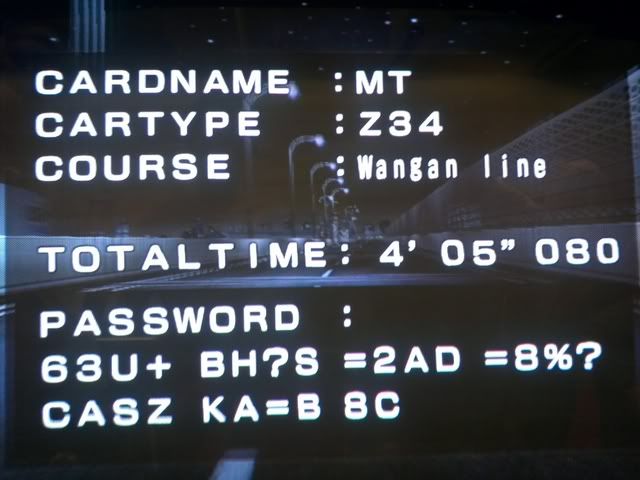 CARDNAME :MT
CARTYPE :Z34
COURSE :Wangan line
TOTALTIME: 4' 05" 080
PASSWORD :
63U+ BH?S =2AD =8%?
CASZ KA=B 8C